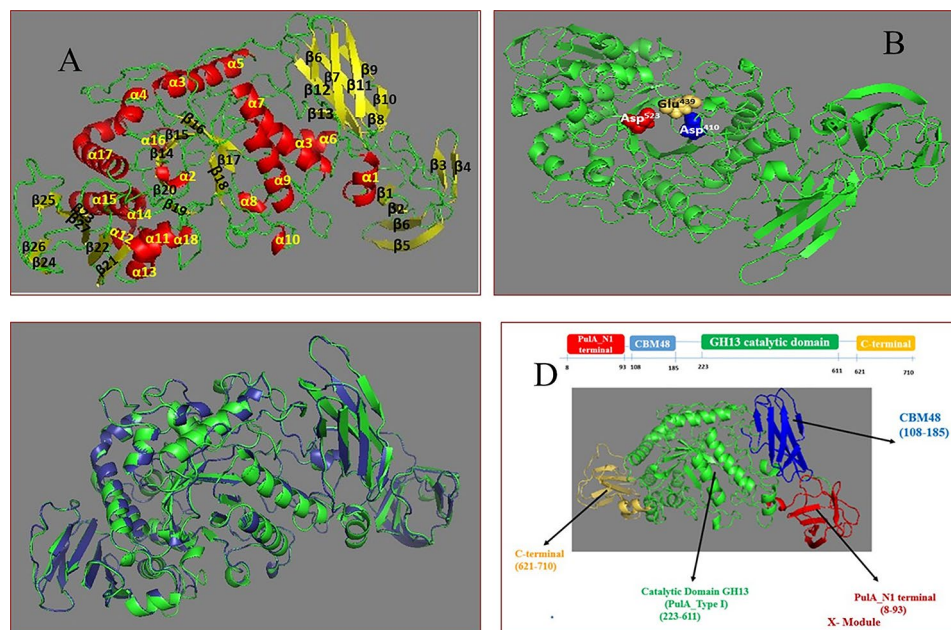 A
α5
β6
α3
β7
β9
β12
β11
α4
α7
β10
β13
β8
β16
β15
α16
α3
α6
β3
β4
α17
β14
β17
α1
α2
α9
β1
β18
β20
β25
α15
α14
β19
α8
β2
β6
α12
α11
α18
α10
β5
β26
β22
β24
β21
α13
B
Glu439
Asp523
Asp410
PulA_N1
terminal
CBM48
GH13 catalytic domain
C-terminal
8
93
108
185
223
611
621
710
D
CBM48
(108-185)
C-terminal
(621-710)
Catalytic Domain GH13
(PulA_Type I)
(223-611)
PulA_N1 terminal
(8-93)
X- Module